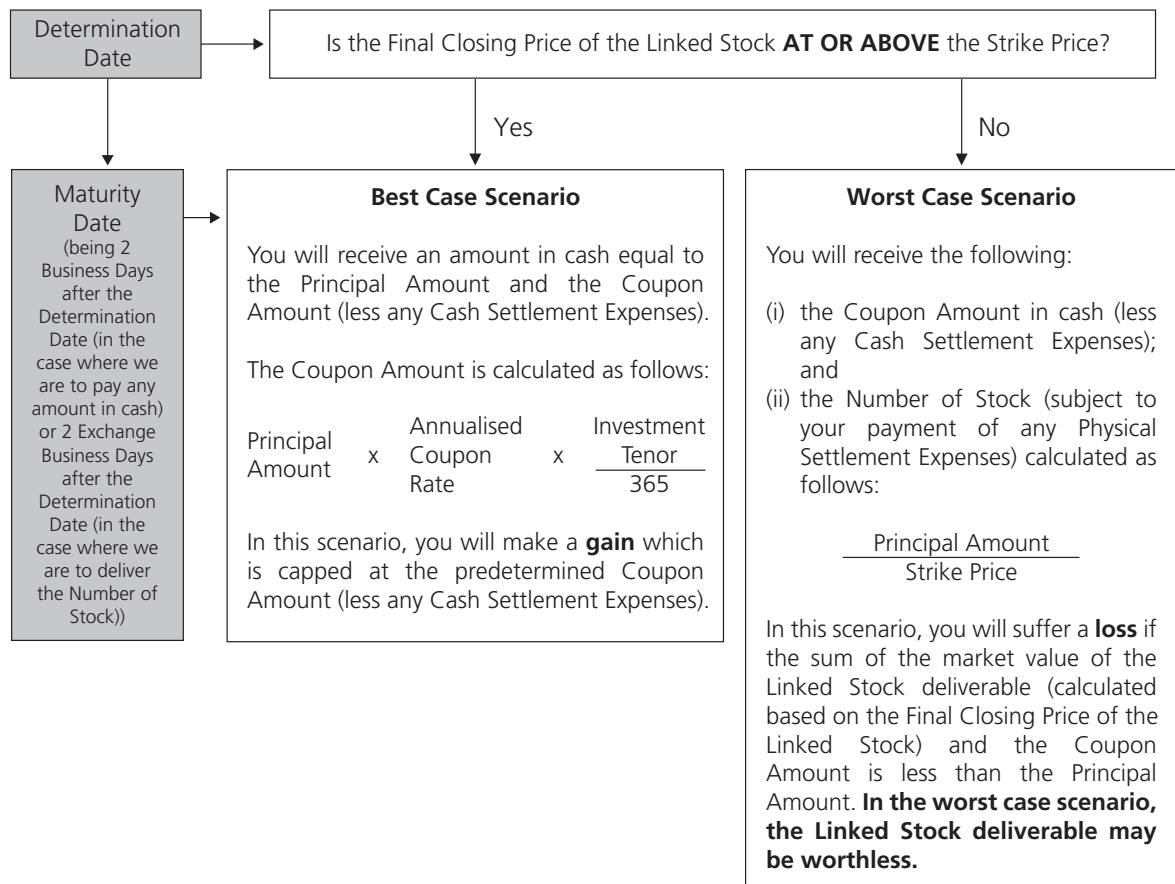 Determination
Date
Is the Final Closing Price of the Linked Stock AT OR ABOVE the Strike Price?
Yes
No
Maturity
Date
(being 2
Business Days
after the
Determination
Date (in the
case where we
are to pay any
amount in cash)
or 2 Exchange
Business Days
after the
Determination
Date (in the
case where we
are to deliver
the Number of
Stock))
Best Case Scenario
You will receive an amount in cash equal to
the Principal Amount and the Coupon
Amount (less any Cash Settlement Expenses).
The Coupon Amount is calculated as follows:
Principal
Amount
x
Annualised
Coupon
Rate
x
Investment
Tenor
365
In this scenario, you will make a gain which
is capped at the predetermined Coupon
Amount (less any Cash Settlement Expenses).
Worst Case Scenario
You will receive the following:
(i) the Coupon Amount in cash (less
any Cash Settlement Expenses);
and
(ii) the Number of Stock (subject to
your payment of any Physical
Settlement Expenses) calculated as
follows:
Principal Amount
Strike Price
In this scenario, you will suffer a loss if
the sum of the market value of the
Linked Stock deliverable (calculated
based on the Final Closing Price of the
Linked Stock) and the Coupon
Amount is less than the Principal
Amount. In the worst case scenario,
the Linked Stock deliverable may
be worthless.